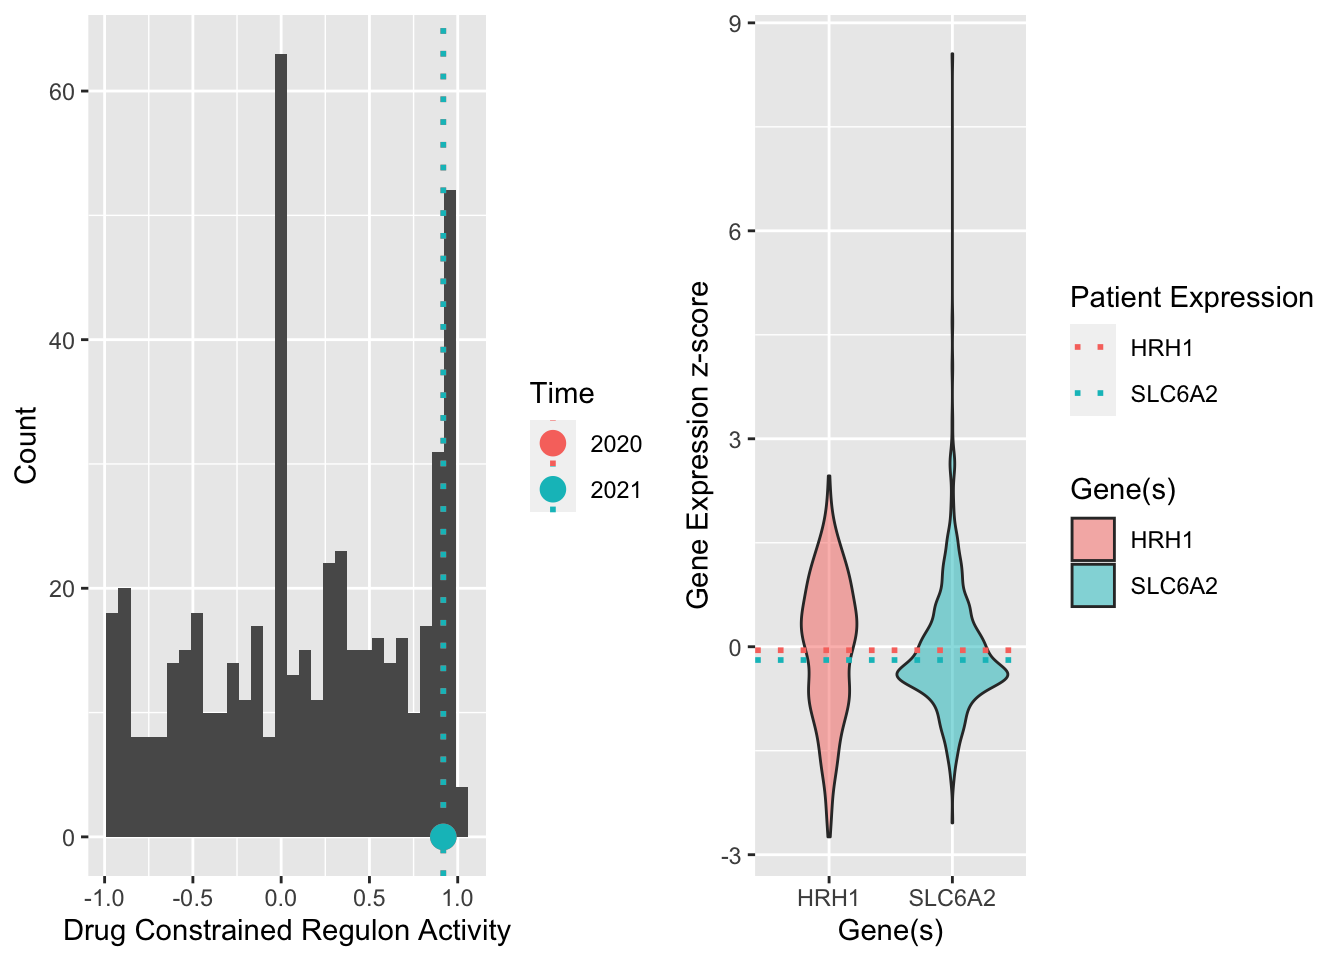 60
40
20
0
Count
-1.0
-0.5
0.0
0.5
1.0
Drug Constrained Regulon Activity
Time
2020
2021
9
6
3
0
-3
Gene Expression z-score
HRH1
SLC6A2
Gene(s)
Patient Expression
HRH1
SLC6A2
Gene(s)
HRH1
SLC6A2